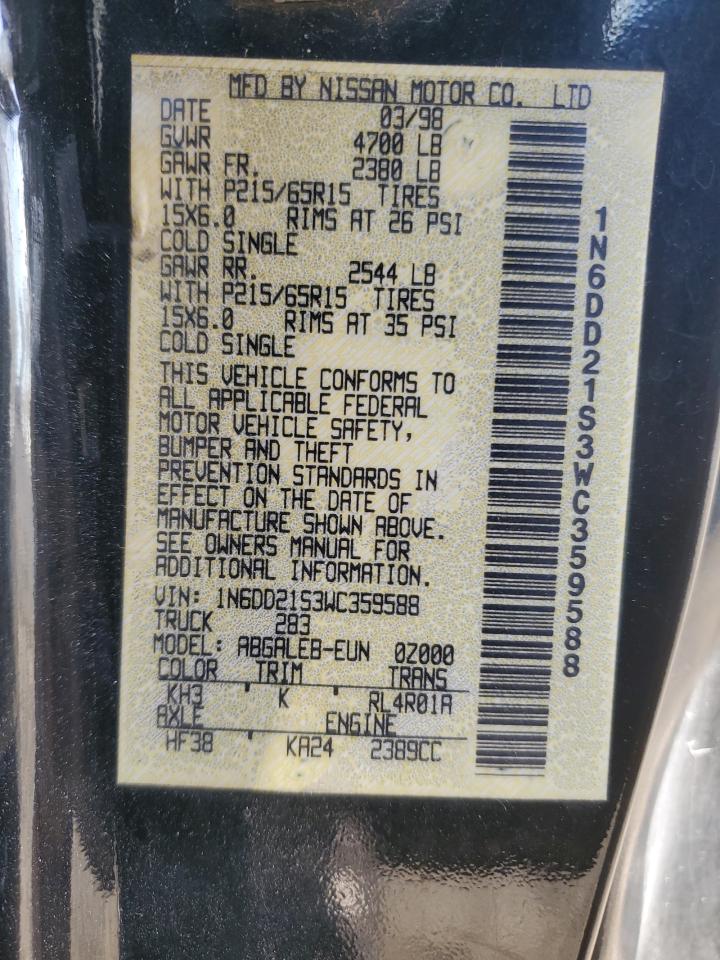 MFD BY NISSAN MOTOR CO. LTD
DATE 03/98
GVWR 4700 LB
GAWR FR. 2380 LB
WITH P215/65R15 TIRES
15X6.0 RIMS AT 26 PSI
COLD SINGLE
GAWR RR. 2544 LB
WITH P215/65R15 TIRES
15X6.0 RIMS AT 35 PSI
COLD SINGLE
THIS VEHICLE CONFORMS TO
ALL APPLICABLE FEDERAL
MOTOR VEHICLE SAFETY,
BUMPER AND THEFT
PREVENTION STANDARDS IN
EFFECT ON THE DATE OF
MANUFACTURE SHOWN ABOVE.
SEE OWNERS MANUAL FOR
ADDITIONAL INFORMATION.
VIN: 1N6DD21S3WC359588
TRUCK 283
MODEL: ABGALEB-EUN 0Z000
COLOR TRIM TRANS
KH3 ' K ' RL4R01A
AXLE ENGINE
HF38 ' KA24 2389CC
1N6DD21S3WC359588